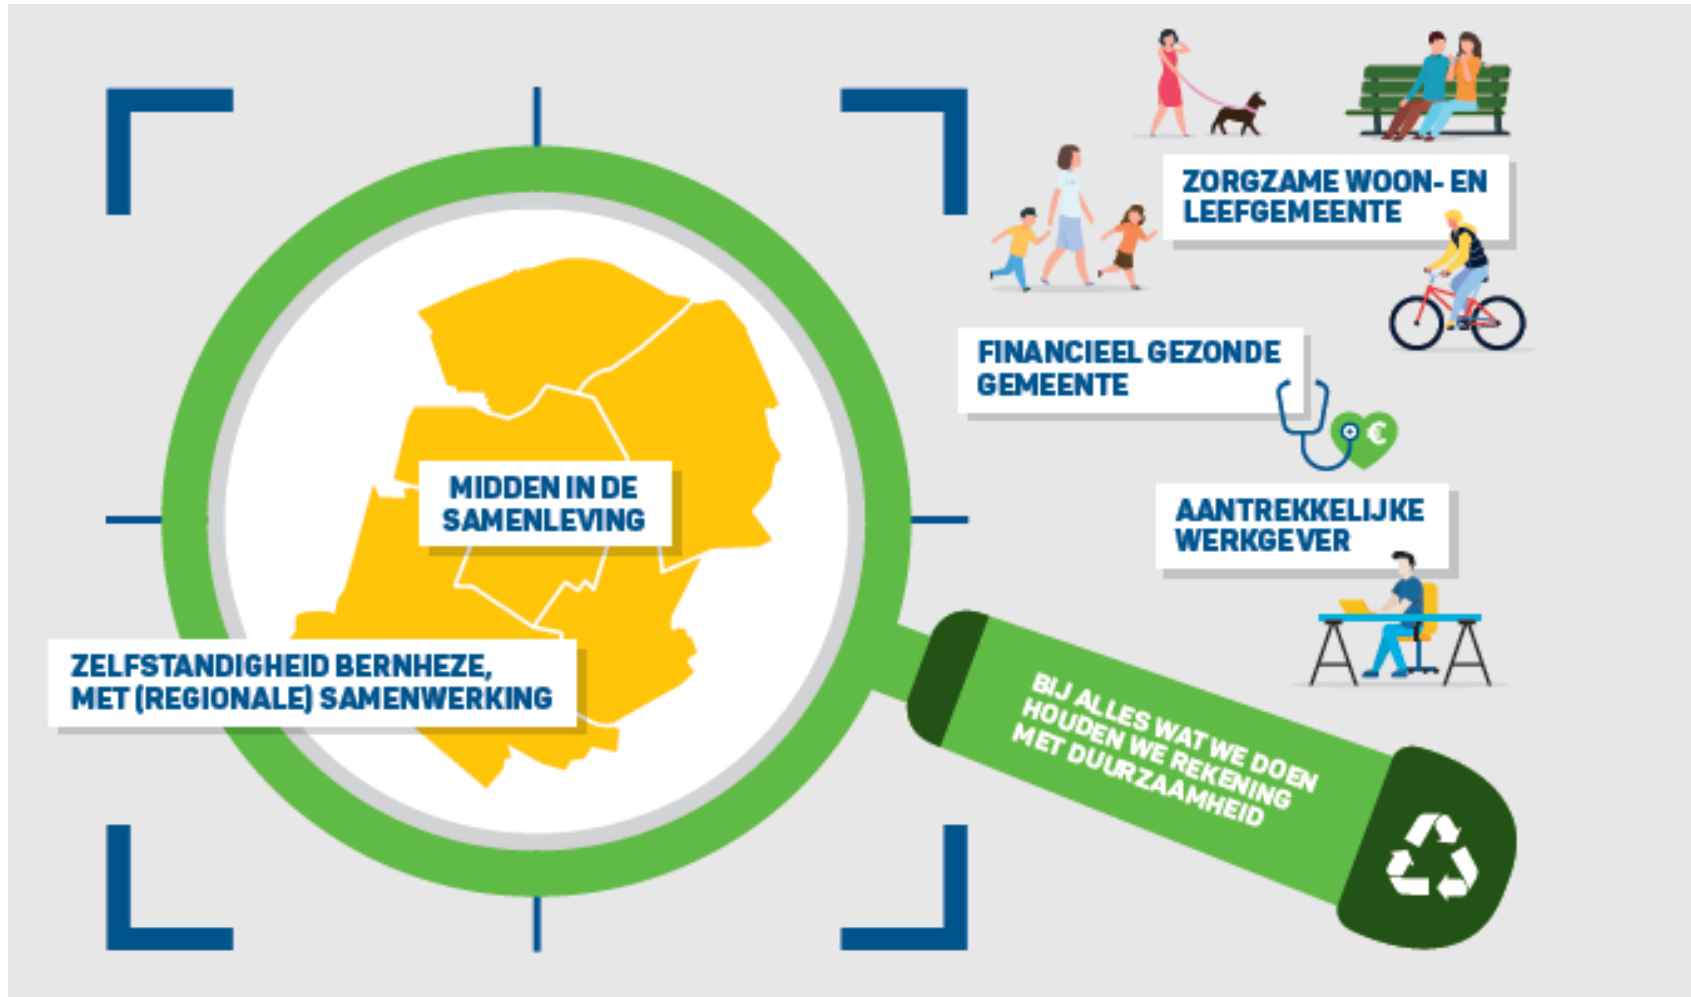 ZORGZAME WOON- EN
LEEFGEMEENTE
FINANCIEEL GEZONDE
GEMEENTE
€
MIDDEN IN DE
SAMENLEVING
AANTREKKELIJKE
WERKGEVER
ZELFSTANDIGHEID BERNHEZE,
MET (REGIONALE) SAMENWERKING
BIJ ALLES WAT WE DOEN
HOUDEN WE REKENING
MET DUURZAAMHEID